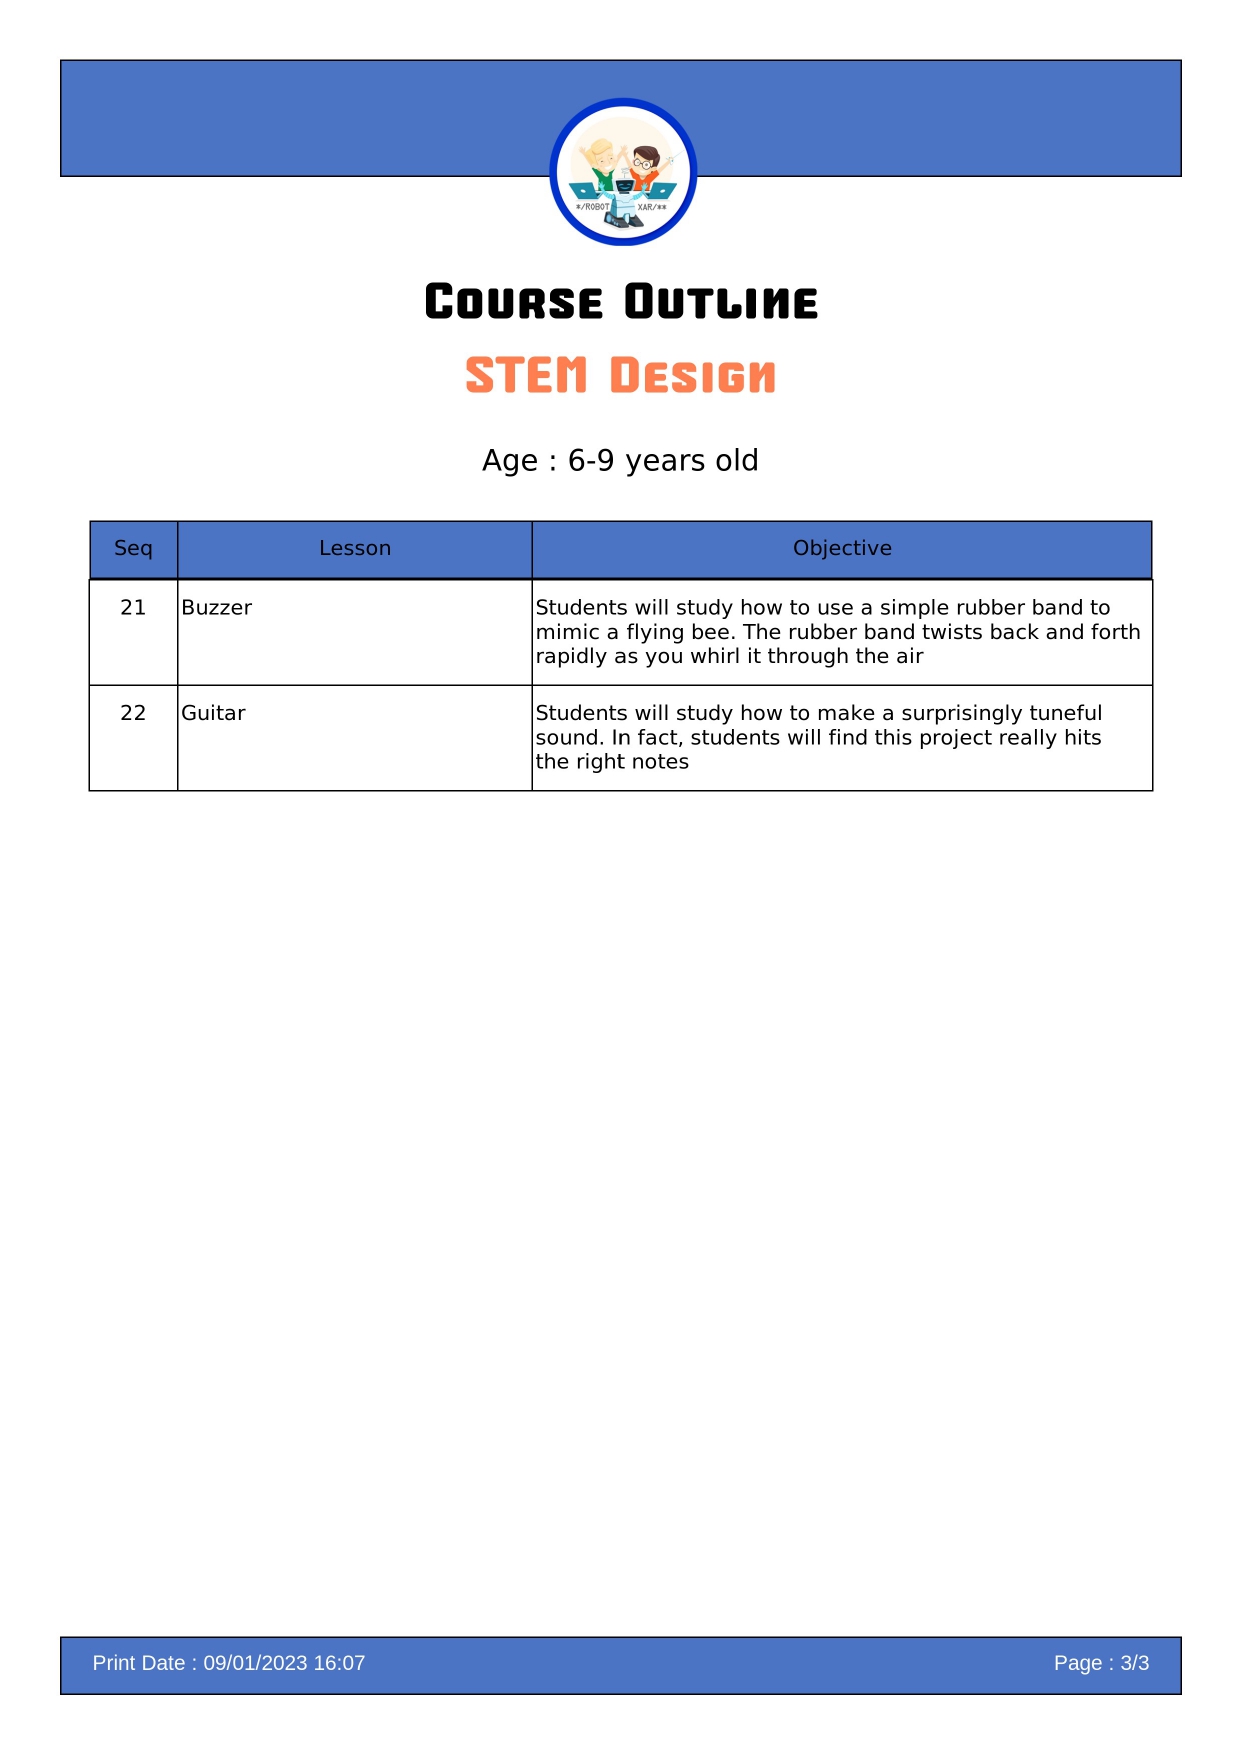 */ROBOT XAR/**
Course Outline
STEM Design
Age : 6-9 years old
Seq Lesson Objective
21 Buzzer Students will study how to use a simple rubber band to
mimic a flying bee. The rubber band twists back and forth
rapidly as you whirl it through the air
22 Guitar Students will study how to make a surprisingly tuneful
sound. In fact, students will find this project really hits
the right notes
Print Date : 09/01/2023 16:07 Page : 3/3